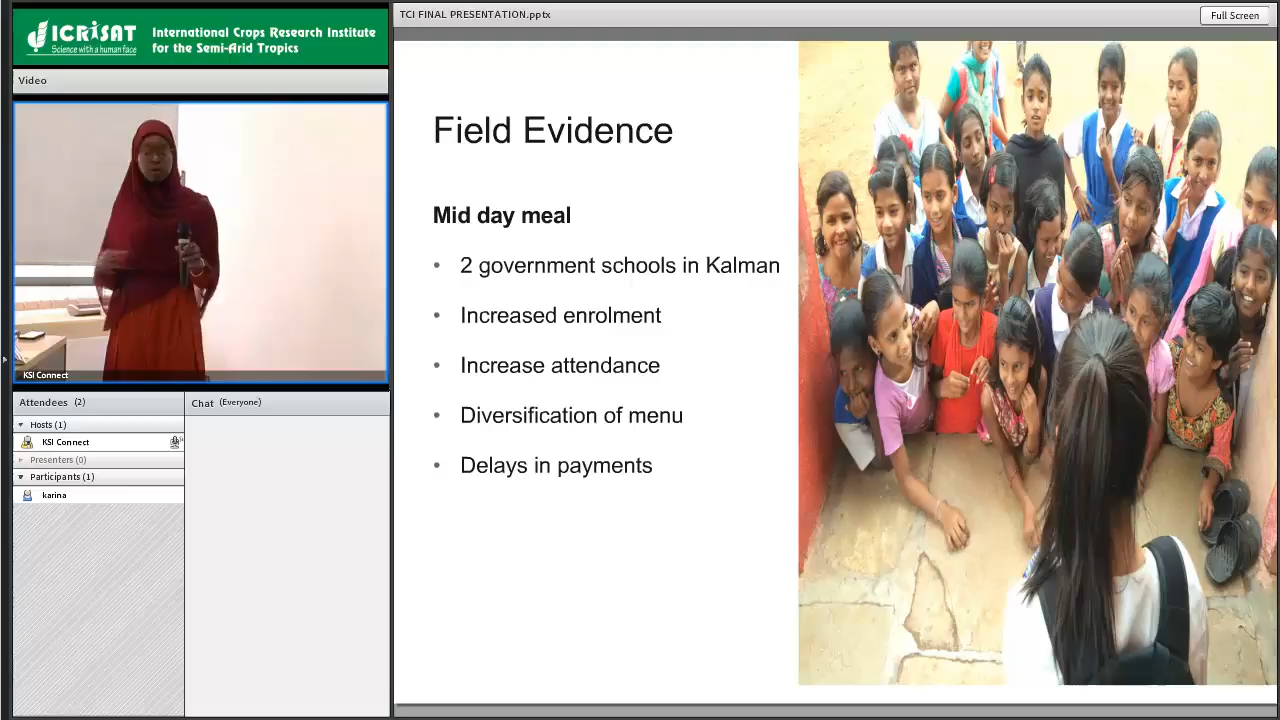 ICRISAT
Science with a human face
International Crops Research Institute
for the Semi-Arid Tropics
Video
KSI Connect
Attendees (2)
Hosts (1)
KSI Connect
Presenters (0)
Participants (1)
karina
Chat (Everyone)
TCI FINAL PRESENTATION.pptx
Full Screen
Field Evidence
Mid day meal
• 2 government schools in Kalman
• Increased enrolment
• Increase attendance
• Diversification of menu
• Delays in payments